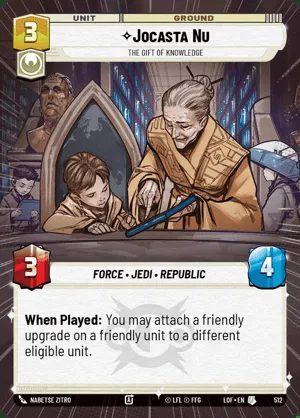 UNIT
GROUND
3
✧JOCASTA NU
THE GIFT OF KNOWLEDGE
3
4
FORCE • JEDI • REPUBLIC
When Played: You may attach a friendly
upgrade on a friendly unit to a different
eligible unit.
NABETSE ZITRO
© LFL © FFG
LOF • EN
512